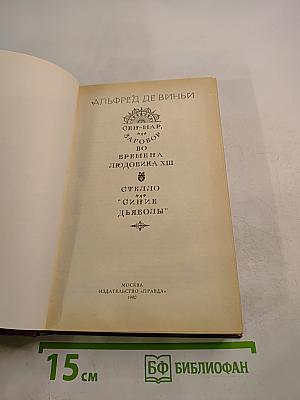 АЛЬФРЕД ДЕ ВИНЬИ
СЕН-МАР,
или
ЗАГОВОР
ВО
ВРЕМЕНА
ЛЮДОВИКА XIII
СТЕЛЛО
или
"СИНИЕ
ДЬЯВОЛЫ"
МОСКВА
ИЗДАТЕЛЬСТВО «ПРАВДА»
15 см
БФ БИБЛИОФАН